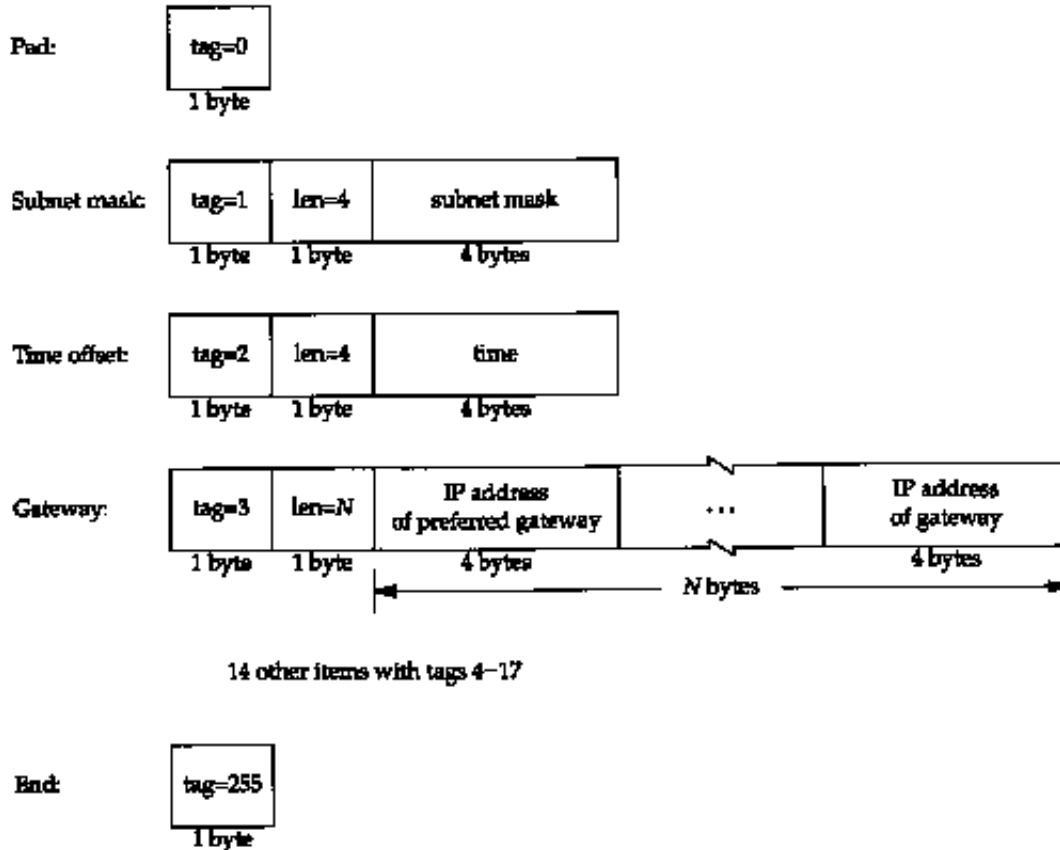 Pad: tag=0
1 byte
Subnet mask: tag=1 len=4 subnet mask
1 byte 1 byte 4 bytes
Time offset: tag=2 len=4 time
1 byte 1 byte 4 bytes
Gateway: tag=3 len=N IP address of preferred gateway ... IP address of gateway
1 byte 1 byte 4 bytes 4 bytes
N bytes
14 other items with tags 4-17
End: tag=255
1 byte